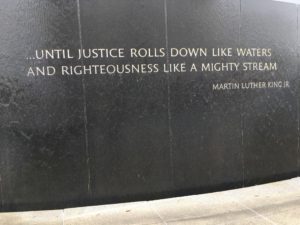 ...UNTIL JUSTICE ROLLS DOWN LIKE WATERS
AND RIGHTEOUSNESS LIKE A MIGHTY STREAM
MARTIN LUTHER KING JR